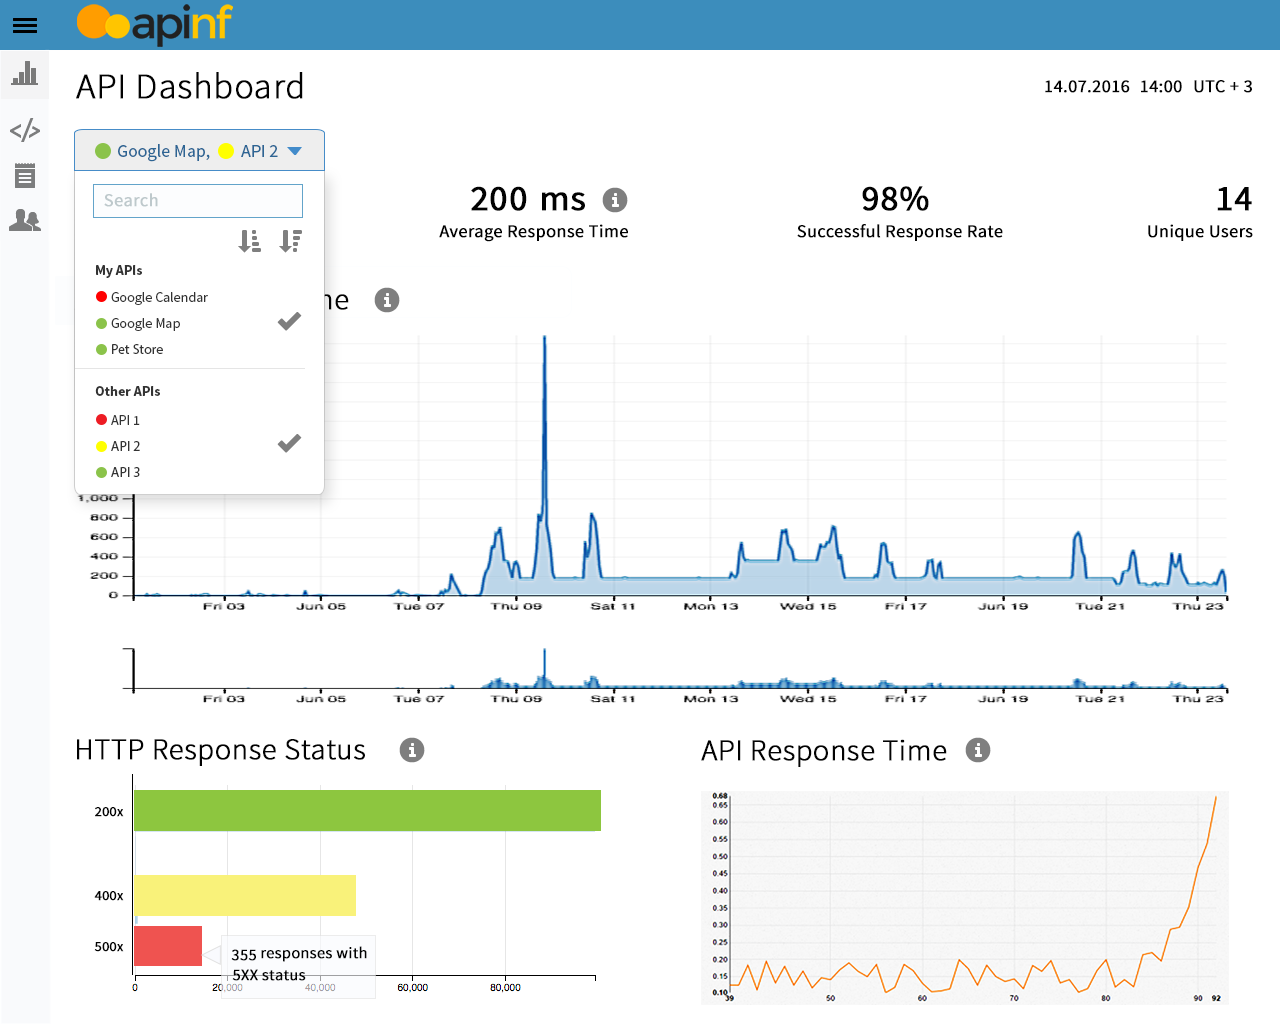 apinf
API Dashboard
14.07.2016 14:00 UTC + 3
Google Map, API 2
Search
200 ms
98%
14
Average Response Time
Successful Response Rate
Unique Users
My APIs
Google Calendar
Google Map
Pet Store
Other APIs
API 1
API 2
API 3
ne
1,000
800
600
400
200
0
Fri 03 Jun 05 Tue 07 Thu 09 Sat 11 Mon 13 Wed 15 Fri 17 Jun 19 Tue 21 Thu 23
Fri 03 Jun 05 Tue 07 Thu 09 Sat 11 Mon 13 Wed 15 Fri 17 Jun 19 Tue 21 Thu 23
HTTP Response Status
200x
400x
500x
355 responses with
5XX status
0 20,000 40,000 60,000 80,000
API Response Time
0.68
0.65
0.60
0.55
0.50
0.45
0.40
0.35
0.30
0.25
0.20
0.15
0.10
39 50 60 70 80 90 92